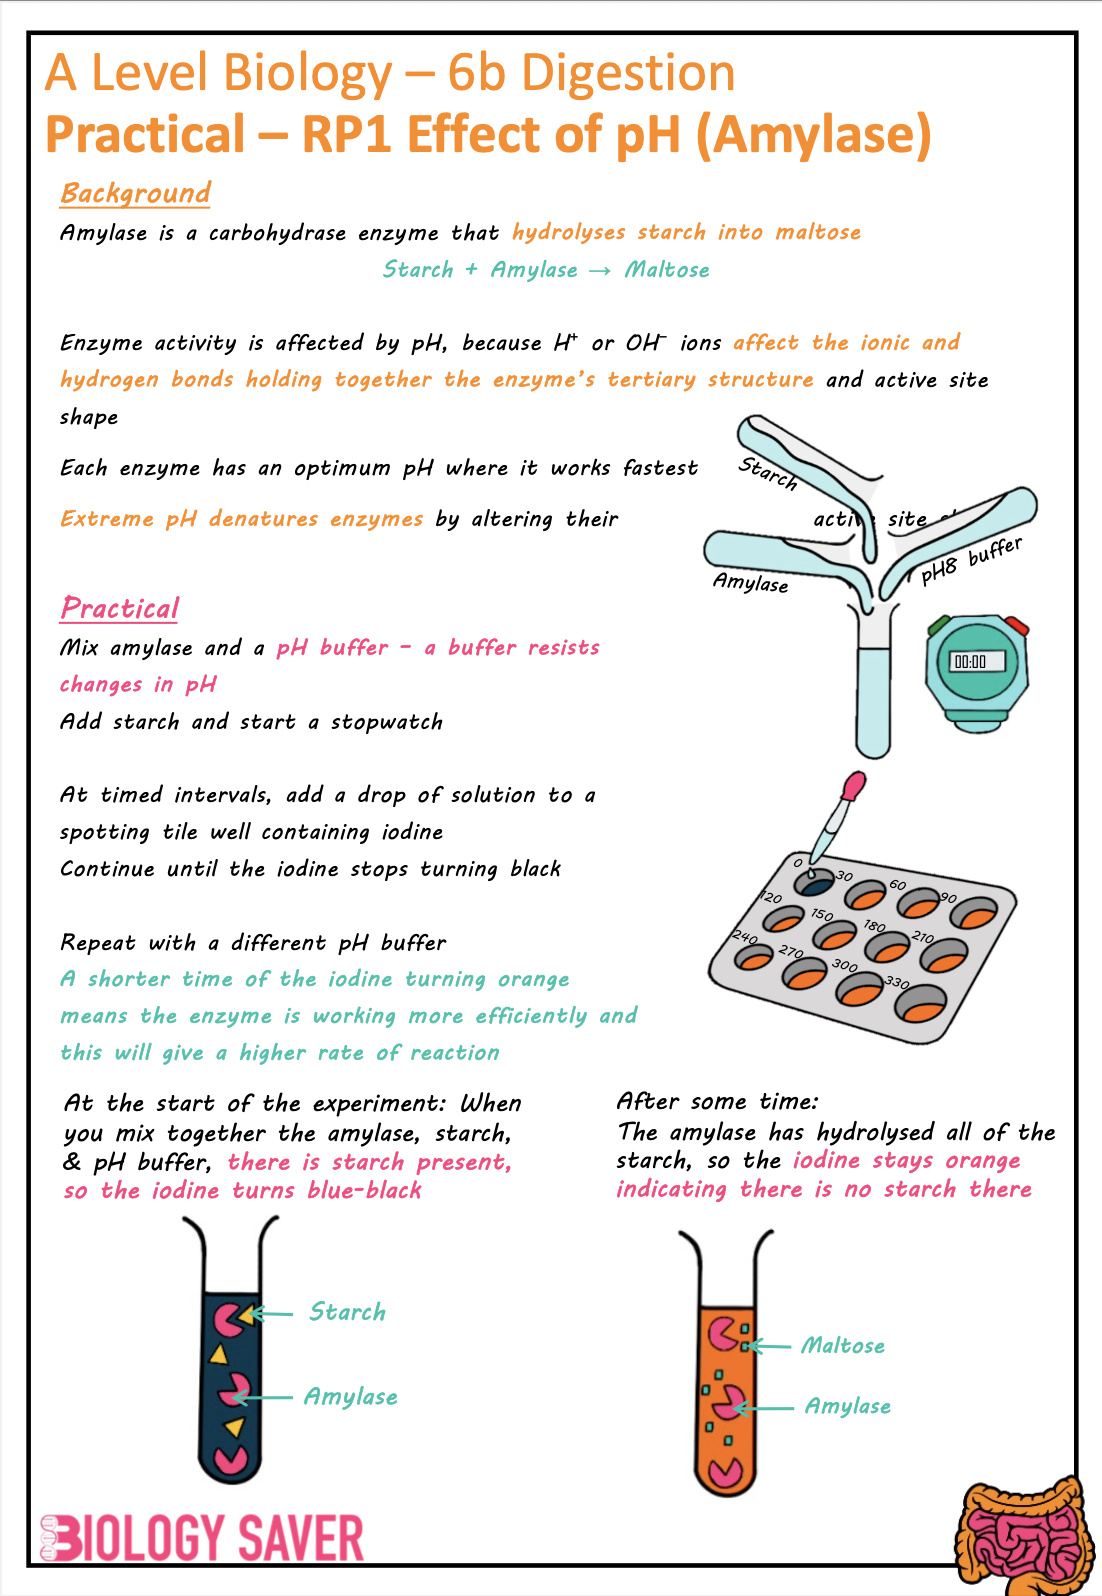 A Level Biology – 6b Digestion
Practical – RP1 Effect of pH (Amylase)
Background
Amylase is a carbohydrase enzyme that hydrolyses starch into maltose
Starch + Amylase → Maltose
Enzyme activity is affected by pH, because H⁺ or OH⁻ ions affect the ionic and
hydrogen bonds holding together the enzyme's tertiary structure and active site
shape
Each enzyme has an optimum pH where it works fastest
Extreme pH denatures enzymes by altering their active site
Starch
pH8 buffer
Amylase
00:00
Practical
Mix amylase and a pH buffer – a buffer resists
changes in pH
Add starch and start a stopwatch
At timed intervals, add a drop of solution to a
spotting tile well containing iodine
Continue until the iodine stops turning black
0 30 60 90
120 150 180 210
240 270 300 330
Repeat with a different pH buffer
A shorter time of the iodine turning orange
means the enzyme is working more efficiently and
this will give a higher rate of reaction
At the start of the experiment: When
you mix together the amylase, starch,
& pH buffer, there is starch present,
so the iodine turns blue-black
Starch
Amylase
After some time:
The amylase has hydrolysed all of the
starch, so the iodine stays orange
indicating there is no starch there
Maltose
Amylase
BIOLOGY SAVER